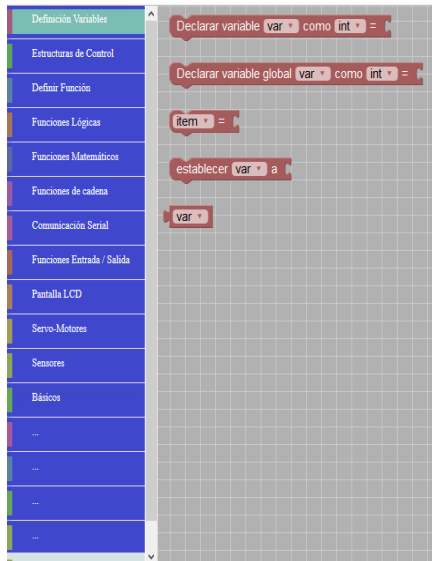 Definición Variables
Estructuras de Control
Definir Función
Funciones Lógicas
Funciones Matemáticos
Funciones de cadena
Comunicación Serial
Funciones Entrada / Salida
Pantalla LCD
Servo-Motores
Sensores
Básicos
...
...
...
...
Declarar variable var como int =
Declarar variable global var como int =
item =
establecer var a
var